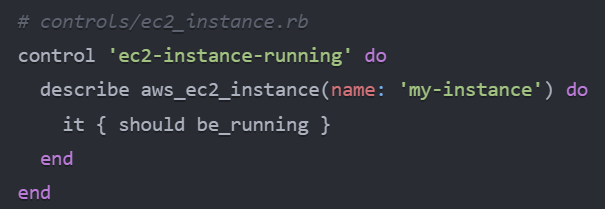 # controls/ec2_instance.rb
control 'ec2-instance-running' do
  describe aws_ec2_instance(name: 'my-instance') do
    it { should be_running }
  end
end